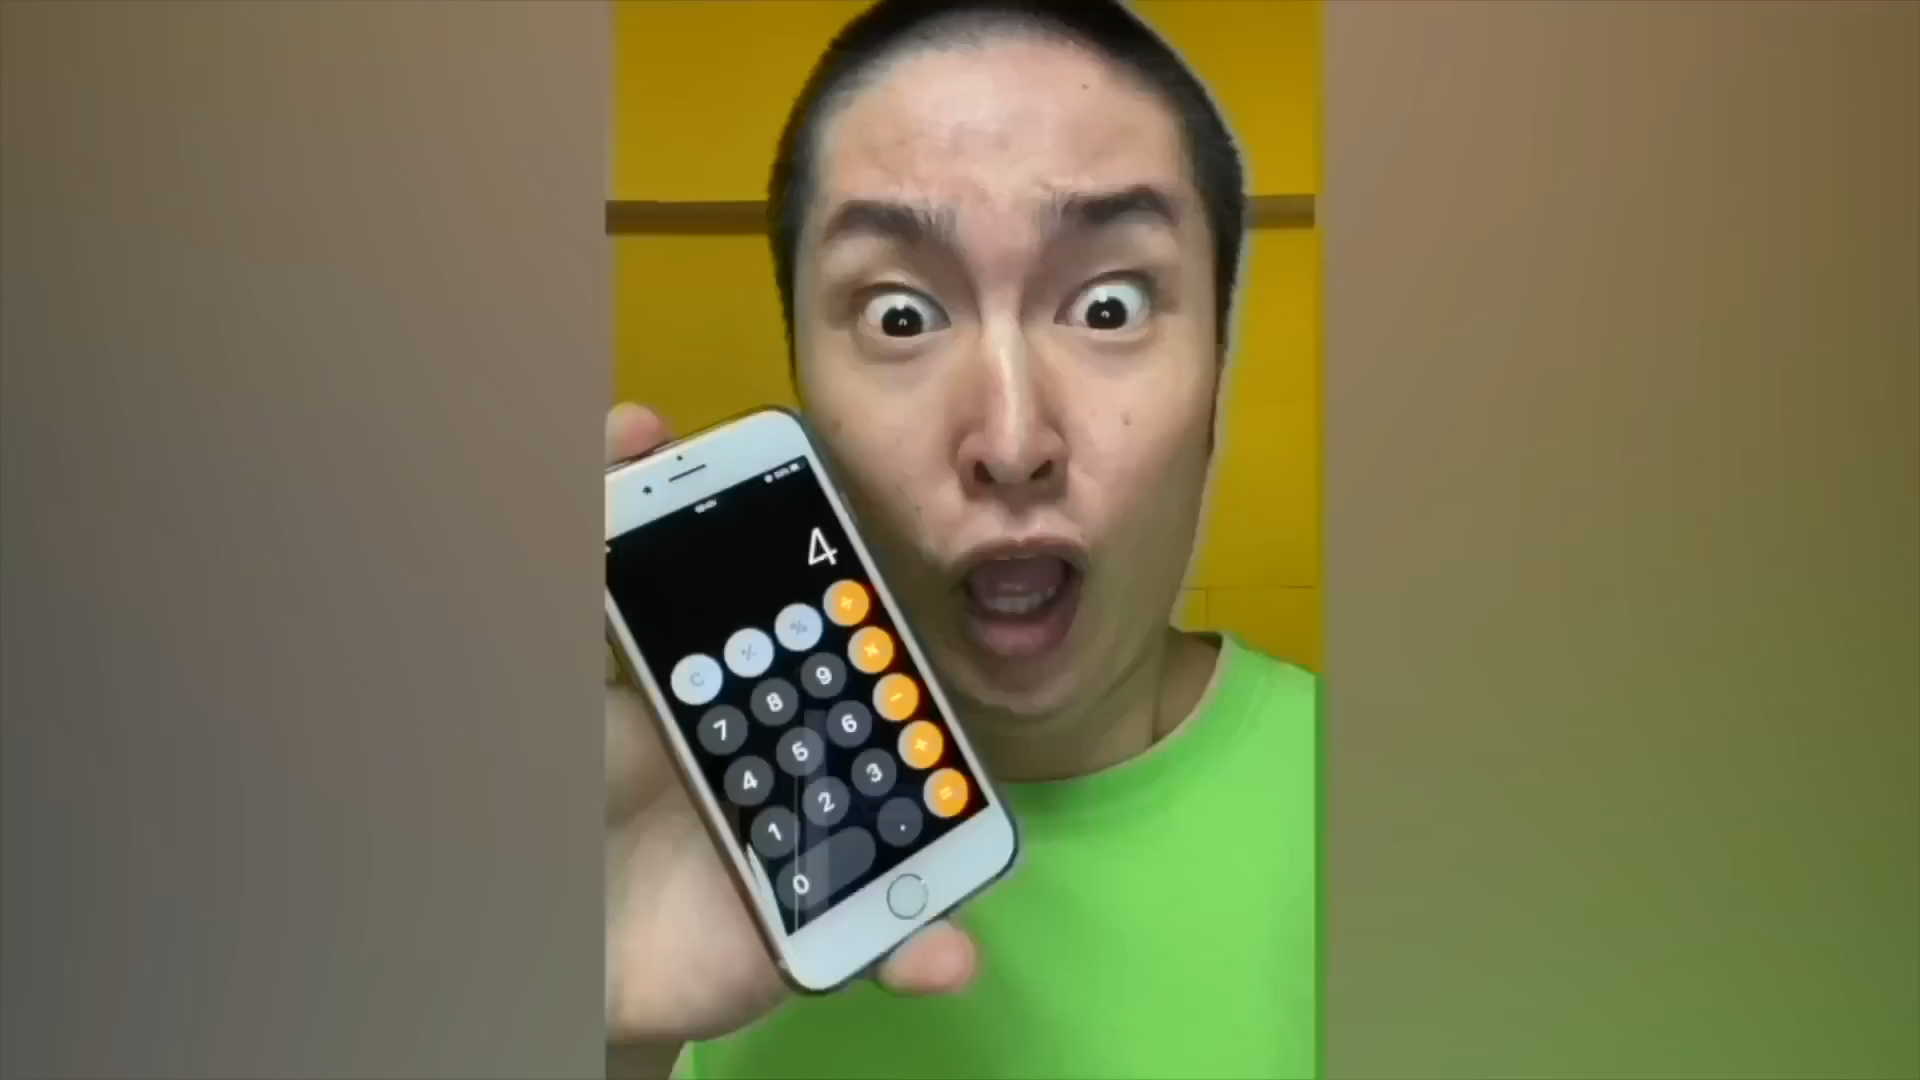 4
C +/- % ÷
7 8 9 ×
4 5 6 −
1 2 3 +
0 . =